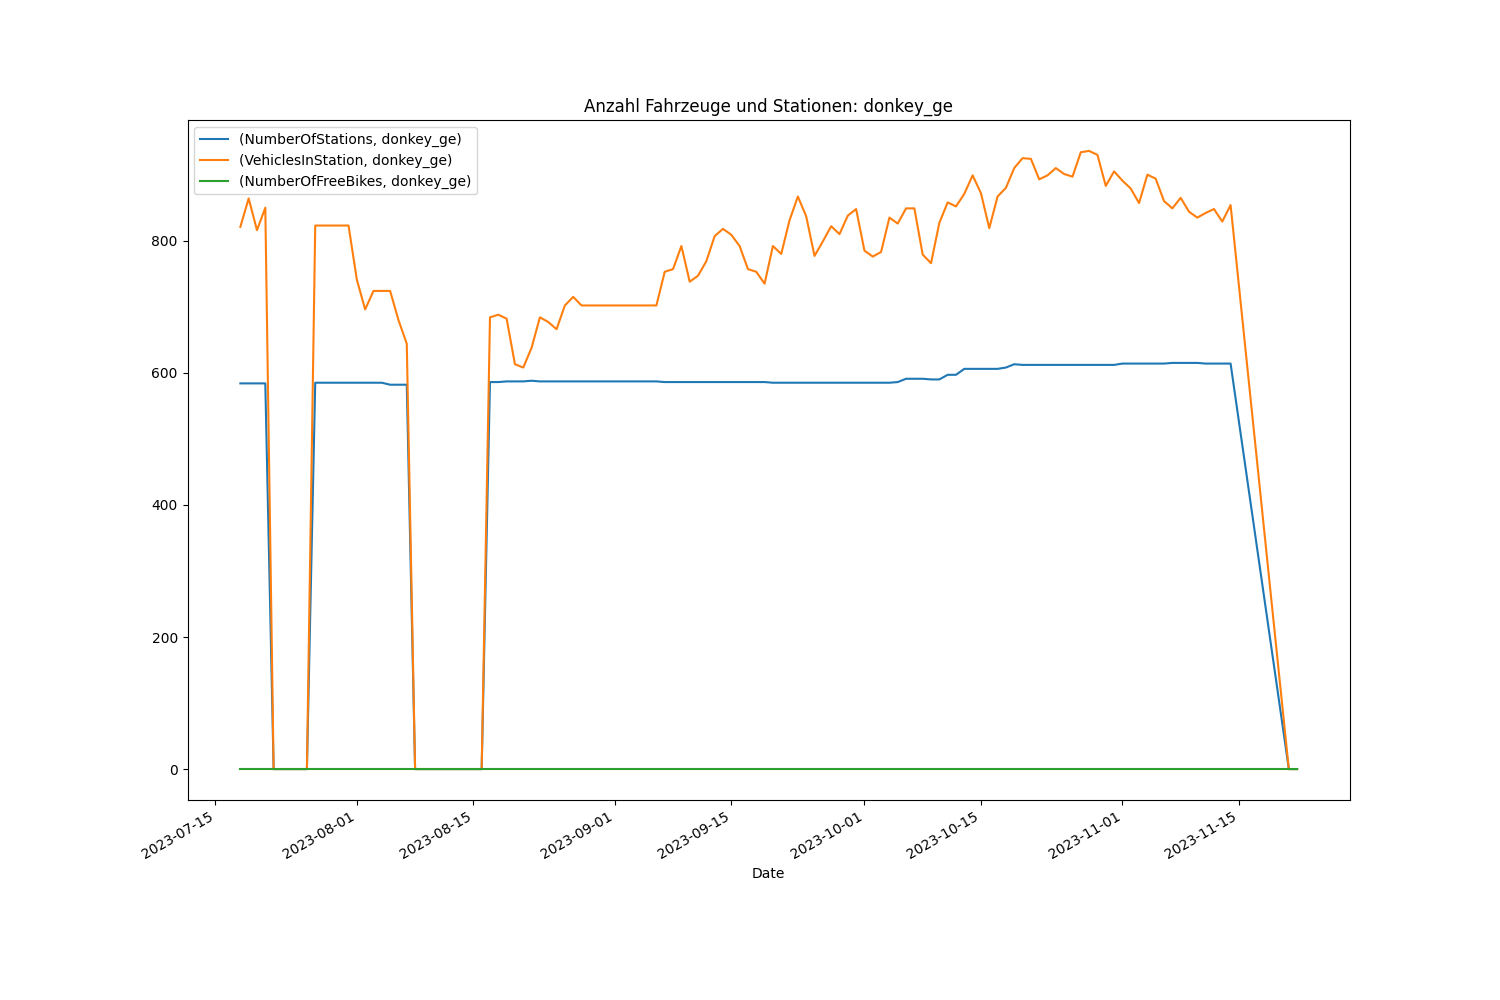 Anzahl Fahrzeuge und Stationen: donkey_ge
(NumberOfStations, donkey_ge)
(VehiclesInStation, donkey_ge)
(NumberOfFreeBikes, donkey_ge)
800
600
400
200
0
2023-07-15
2023-08-01
2023-08-15
2023-09-01
2023-09-15
2023-10-01
2023-10-15
2023-11-01
2023-11-15
Date